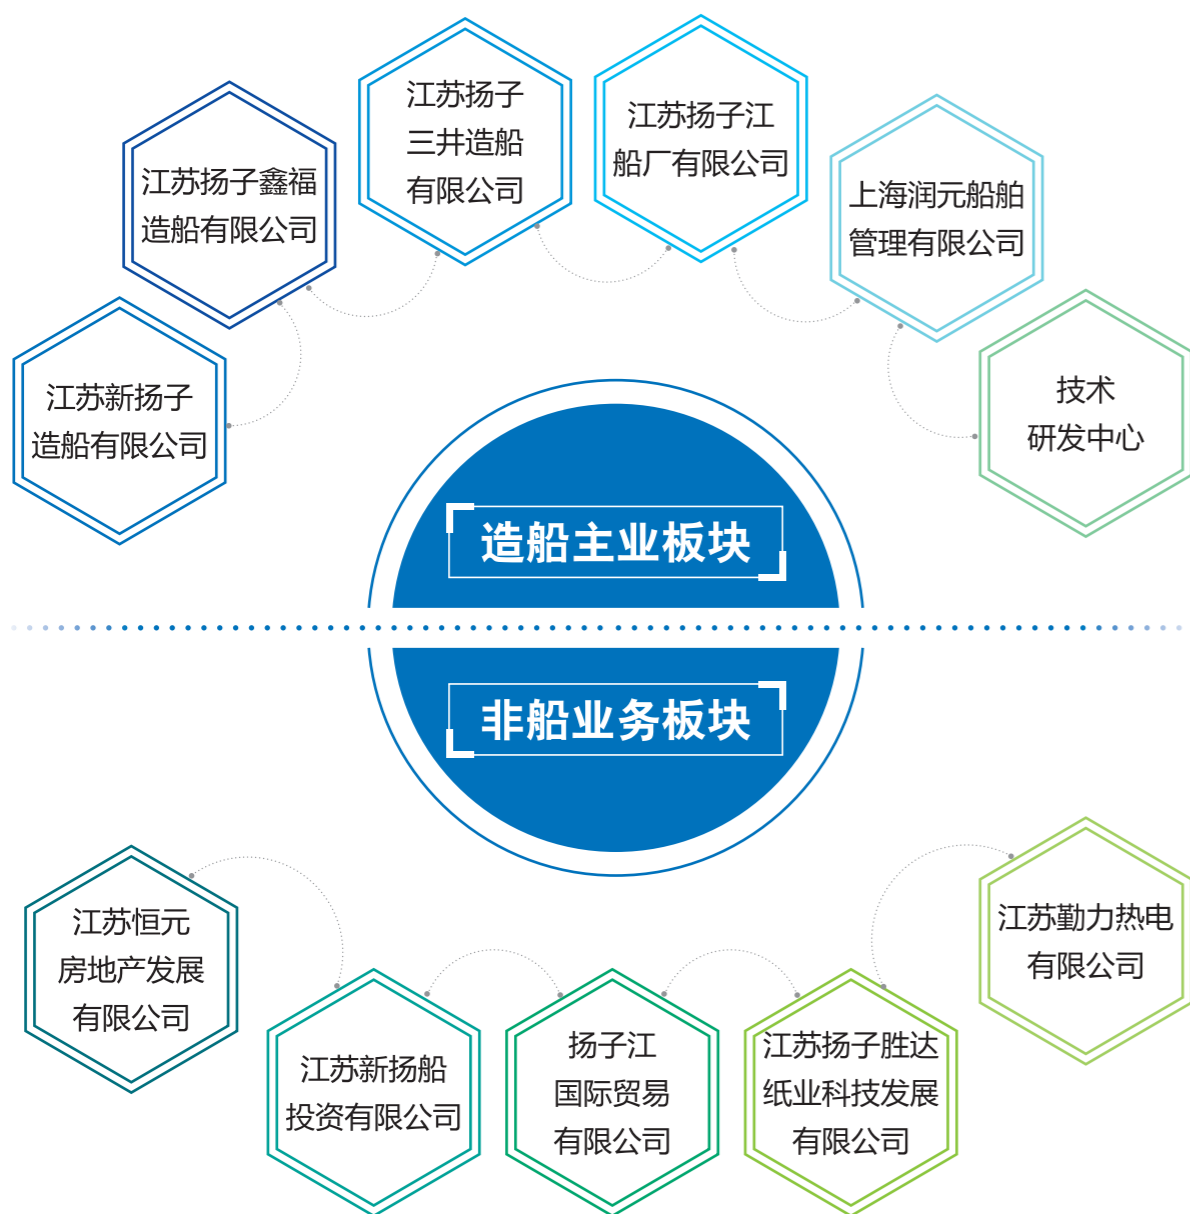 江苏新扬子
造船有限公司
江苏扬子鑫福
造船有限公司
江苏扬子
三井造船
有限公司
江苏扬子江
船厂有限公司
上海润元船舶
管理有限公司
技术
研发中心
造船主业板块
非船业务板块
江苏恒元
房地产发展
有限公司
江苏新扬船
投资有限公司
扬子江
国际贸易
有限公司
江苏扬子胜达
纸业科技发展
有限公司
江苏勤力热电
有限公司